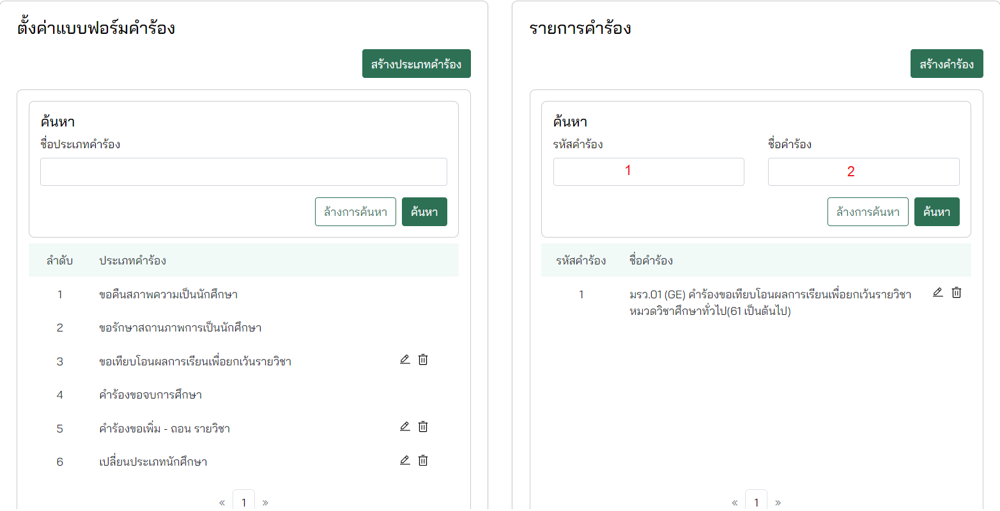 ตั้งค่าแบบฟอร์มคำร้อง
สร้างประเภทคำร้อง
ค้นหา
ชื่อประเภทคำร้อง
ล้างการค้นหา ค้นหา
ลำดับ ประเภทคำร้อง
1 ขอคืนสภาพความเป็นนักศึกษา
2 ขอรักษาสถานภาพการเป็นนักศึกษา
3 ขอเทียบโอนผลการเรียนเพื่อยกเว้นรายวิชา
4 คำร้องขอจบการศึกษา
5 คำร้องขอเพิ่ม - ถอน รายวิชา
6 เปลี่ยนประเภทนักศึกษา
« 1 »
รายการคำร้อง
สร้างคำร้อง
ค้นหา
รหัสคำร้อง ชื่อคำร้อง
1 2
ล้างการค้นหา ค้นหา
รหัสคำร้อง ชื่อคำร้อง
1 มรว.01 (GE) คำร้องขอเทียบโอนผลการเรียนเพื่อยกเว้นรายวิชา
หมวดวิชาศึกษาทั่วไป(61 เป็นต้นไป)
« 1 »